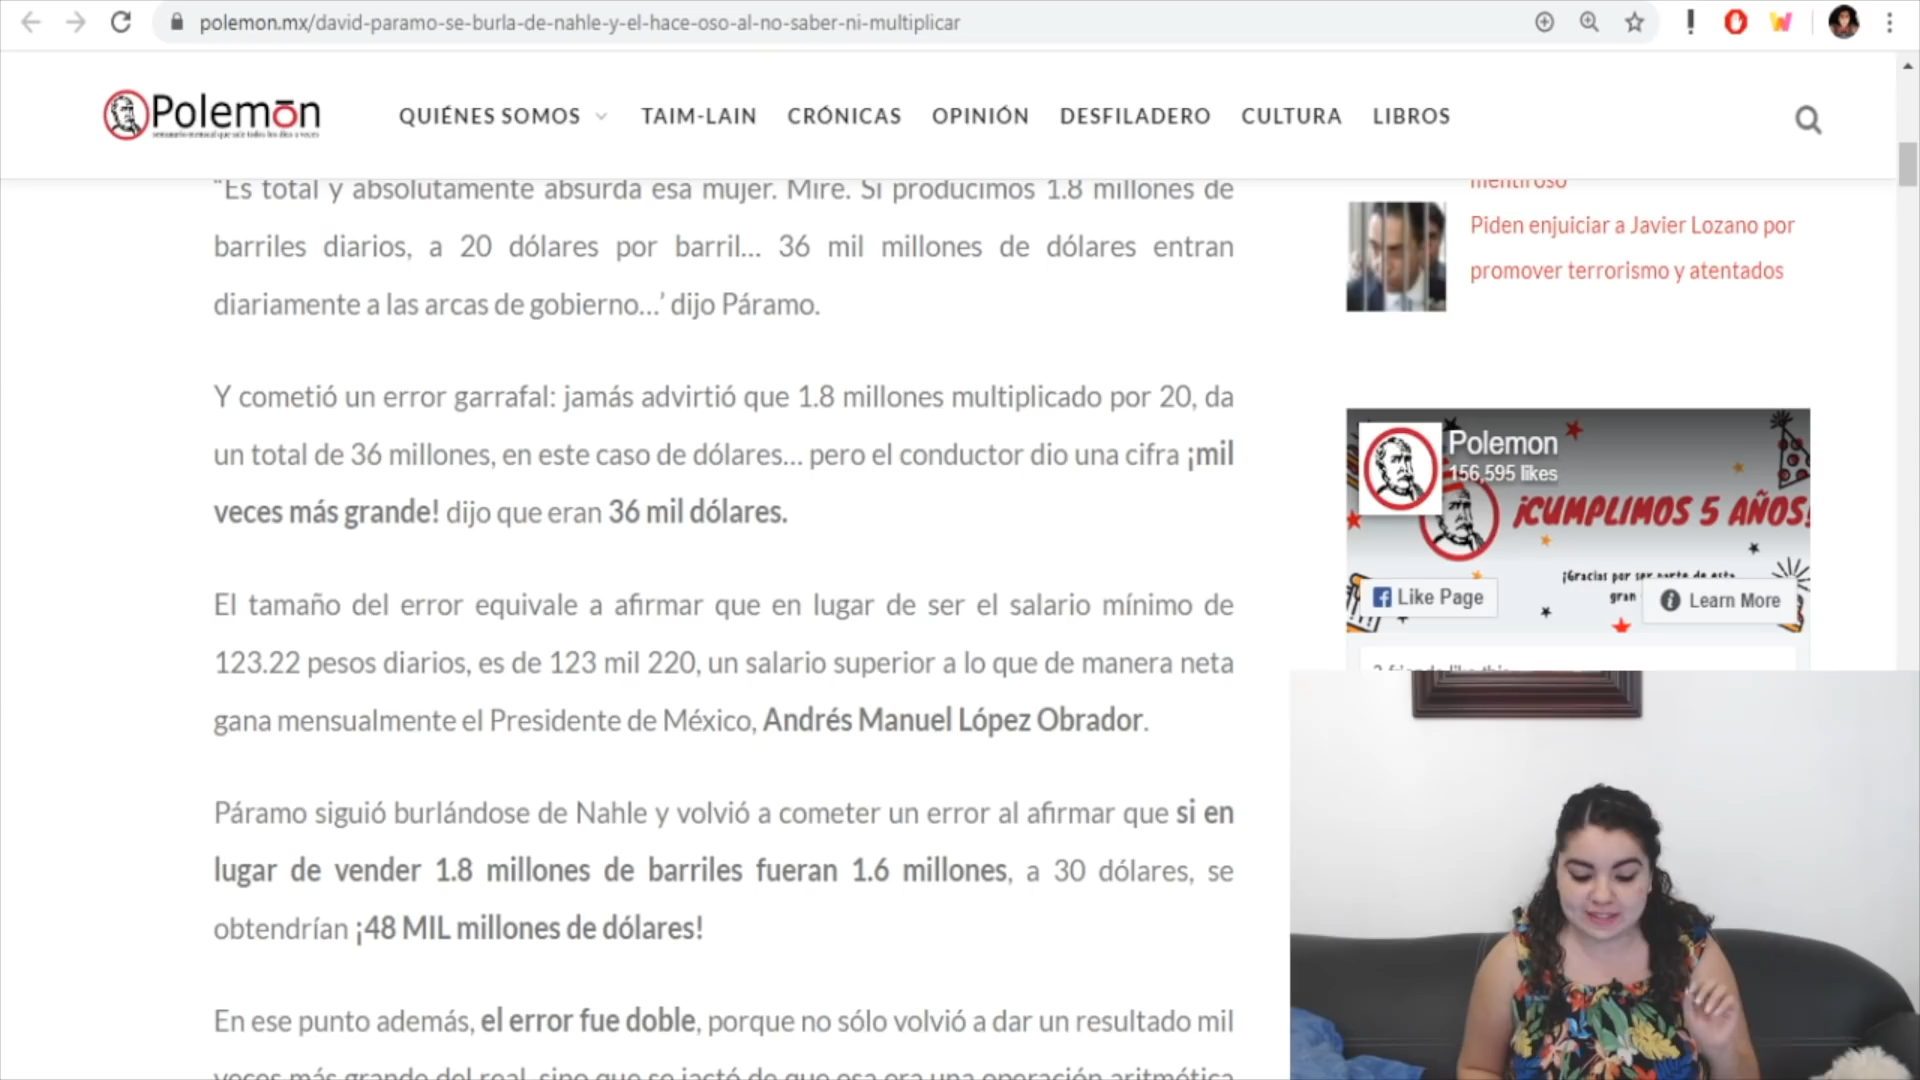 polemon.mx/david-paramo-se-burla-de-nahle-y-el-hace-oso-al-no-saber-ni-multiplicar
Polemōn
QUIÉNES SOMOS TAIM-LAIN CRÓNICAS OPINIÓN DESFILADERO CULTURA LIBROS
“Es total y absolutamente absurda esa mujer. Mire. Si producimos 1.8 millones de
barriles diarios, a 20 dólares por barril… 36 mil millones de dólares entran
diariamente a las arcas de gobierno…’ dijo Páramo.
Y cometió un error garrafal: jamás advirtió que 1.8 millones multiplicado por 20, da
un total de 36 millones, en este caso de dólares… pero el conductor dio una cifra ¡mil
veces más grande! dijo que eran 36 mil dólares.
El tamaño del error equivale a afirmar que en lugar de ser el salario mínimo de
123.22 pesos diarios, es de 123 mil 220, un salario superior a lo que de manera neta
gana mensualmente el Presidente de México, Andrés Manuel López Obrador.
Páramo siguió burlándose de Nahle y volvió a cometer un error al afirmar que si en
lugar de vender 1.8 millones de barriles fueran 1.6 millones, a 30 dólares, se
obtendrían ¡48 MIL millones de dólares!
En ese punto además, el error fue doble, porque no sólo volvió a dar un resultado mil
veces más grande del real, sino que se jactó de que esa era una operación aritmética
mentiroso
Piden enjuiciar a Javier Lozano por
promover terrorismo y atentados
Polemon
156,595 likes
¡CUMPLIMOS 5 AÑOS!
¡Gracias por ser parte de esta
gran
Like Page
Learn More